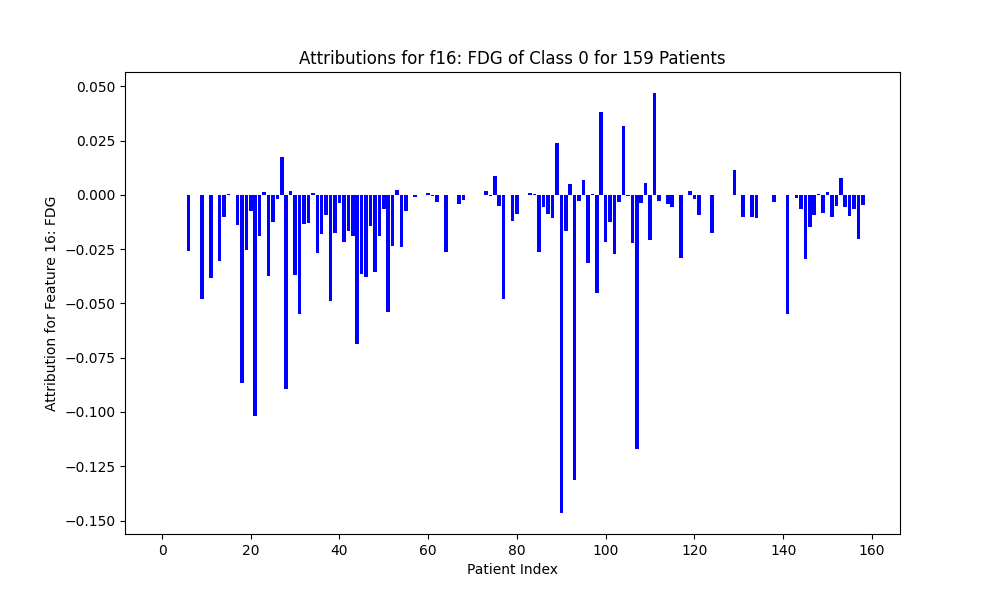 Attributions for f16: FDG of Class 0 for 159 Patients
Attribution for Feature 16: FDG
0.050
0.025
0.000
−0.025
−0.050
−0.075
−0.100
−0.125
−0.150
0 20 40 60 80 100 120 140 160
Patient Index